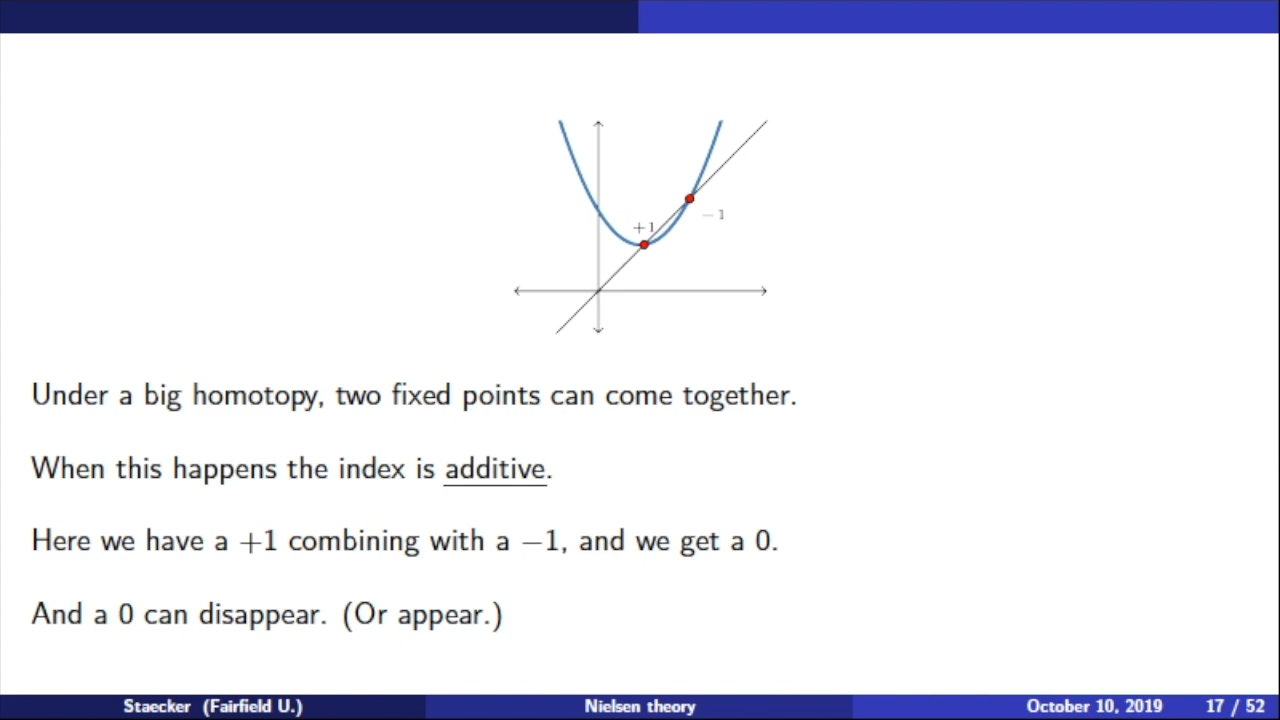 +1
−1
Under a big homotopy, two fixed points can come together.
When this happens the index is additive.
Here we have a +1 combining with a −1, and we get a 0.
And a 0 can disappear. (Or appear.)
Staecker (Fairfield U.) Nielsen theory October 10, 2019 17 / 52